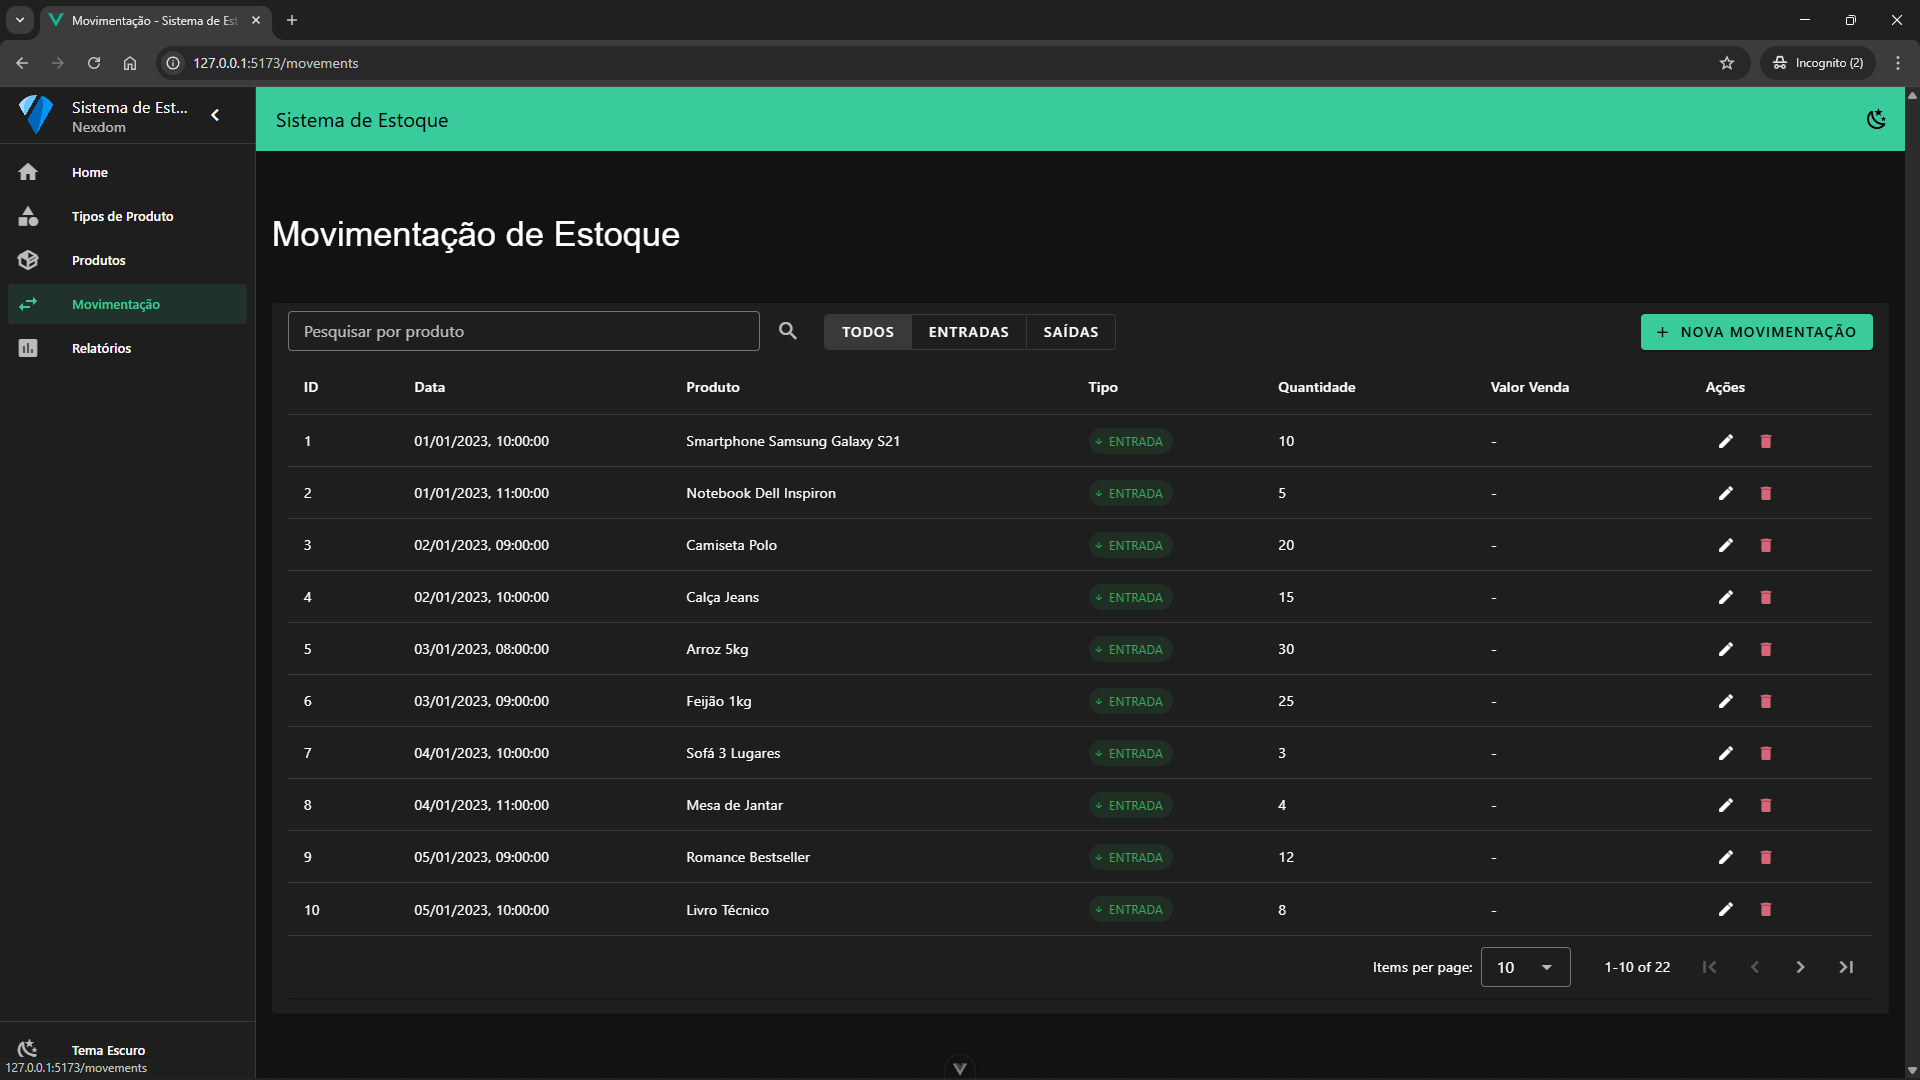 Movimentação - Sistema de Est
127.0.0.1:5173/movements
Incognito (2)
Sistema de Est...
Nexdom
Sistema de Estoque
Home
Tipos de Produto
Produtos
Movimentação
Relatórios
Movimentação de Estoque
Pesquisar por produto
TODOS ENTRADAS SAÍDAS
+ NOVA MOVIMENTAÇÃO
ID Data Produto Tipo Quantidade Valor Venda Ações
1 01/01/2023, 10:00:00 Smartphone Samsung Galaxy S21 ENTRADA 10 -
2 01/01/2023, 11:00:00 Notebook Dell Inspiron ENTRADA 5 -
3 02/01/2023, 09:00:00 Camiseta Polo ENTRADA 20 -
4 02/01/2023, 10:00:00 Calça Jeans ENTRADA 15 -
5 03/01/2023, 08:00:00 Arroz 5kg ENTRADA 30 -
6 03/01/2023, 09:00:00 Feijão 1kg ENTRADA 25 -
7 04/01/2023, 10:00:00 Sofá 3 Lugares ENTRADA 3 -
8 04/01/2023, 11:00:00 Mesa de Jantar ENTRADA 4 -
9 05/01/2023, 09:00:00 Romance Bestseller ENTRADA 12 -
10 05/01/2023, 10:00:00 Livro Técnico ENTRADA 8 -
Items per page: 10 1-10 of 22
Tema Escuro
127.0.0.1:5173/movements